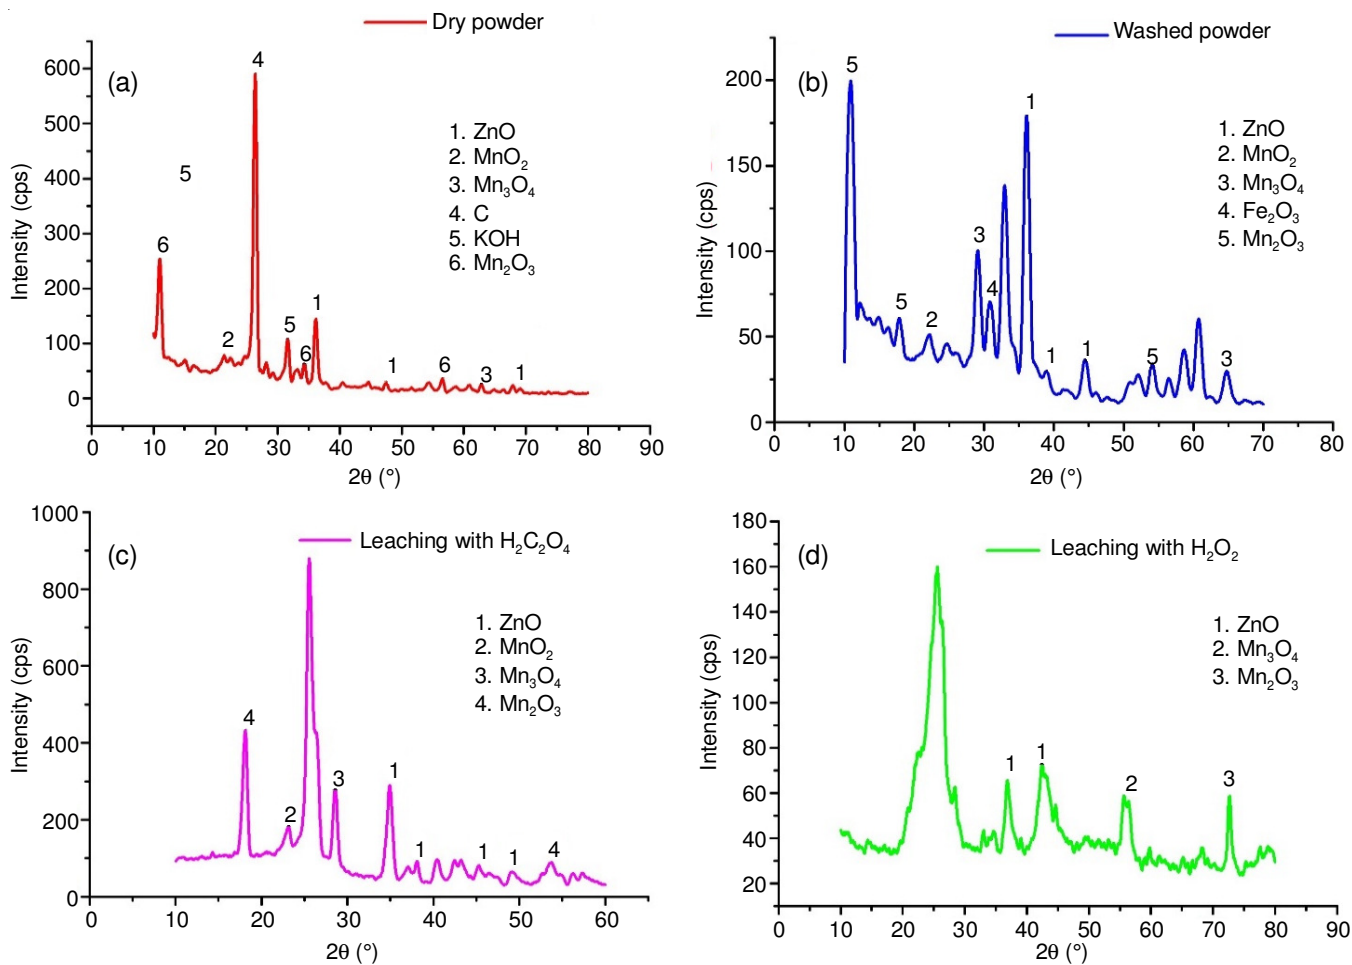 Dry powder
(a)
1. ZnO
2. MnO2
3. Mn3O4
4. C
5. KOH
6. Mn2O3
6
5
2
4
5
6
1
1
6
3
1
Intensity (cps)
600
500
400
300
200
100
0
0 10 20 30 40 50 60 70 80 90
2θ (°)
Washed powder
(b)
1. ZnO
2. MnO2
3. Mn3O4
4. Fe2O3
5. Mn2O3
5
5
2
3
4
1
1
1
5
3
Intensity (cps)
200
150
100
50
0
0 10 20 30 40 50 60 70 80
2θ (°)
Leaching with H2C2O4
(c)
1. ZnO
2. MnO2
3. Mn3O4
4. Mn2O3
4
2
3
1
1
1
1
4
Intensity (cps)
1000
800
600
400
200
0
0 10 20 30 40 50 60
2θ (°)
Leaching with H2O2
(d)
1. ZnO
2. Mn3O4
3. Mn2O3
1
1
2
3
Intensity (cps)
180
160
140
120
100
80
60
40
20
0 10 20 30 40 50 60 70 80 90
2θ (°)